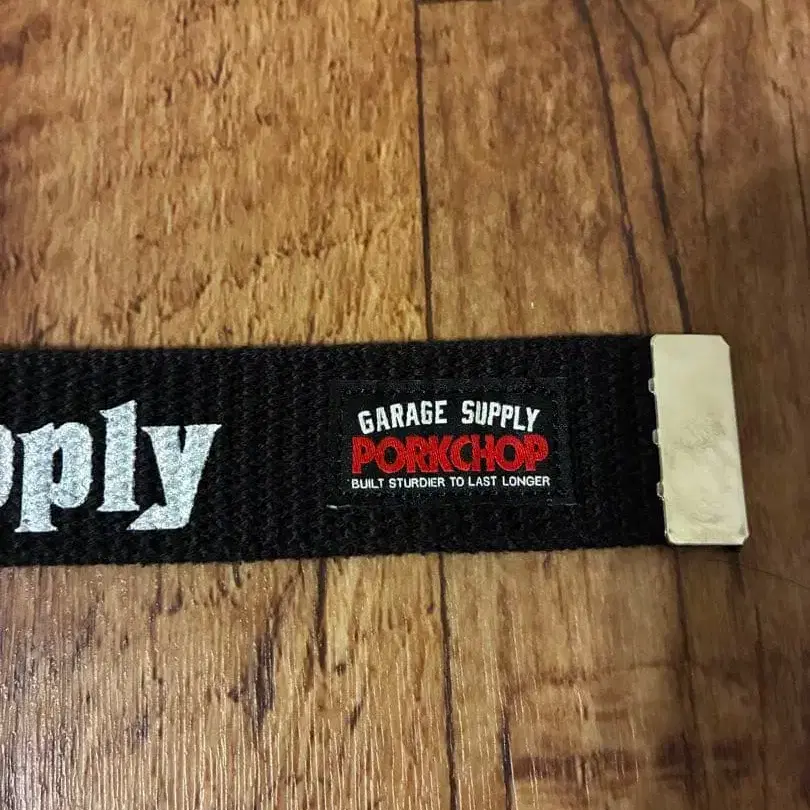 pply
GARAGE SUPPLY
PORKCHOP
BUILT STURDIER TO LAST LONGER